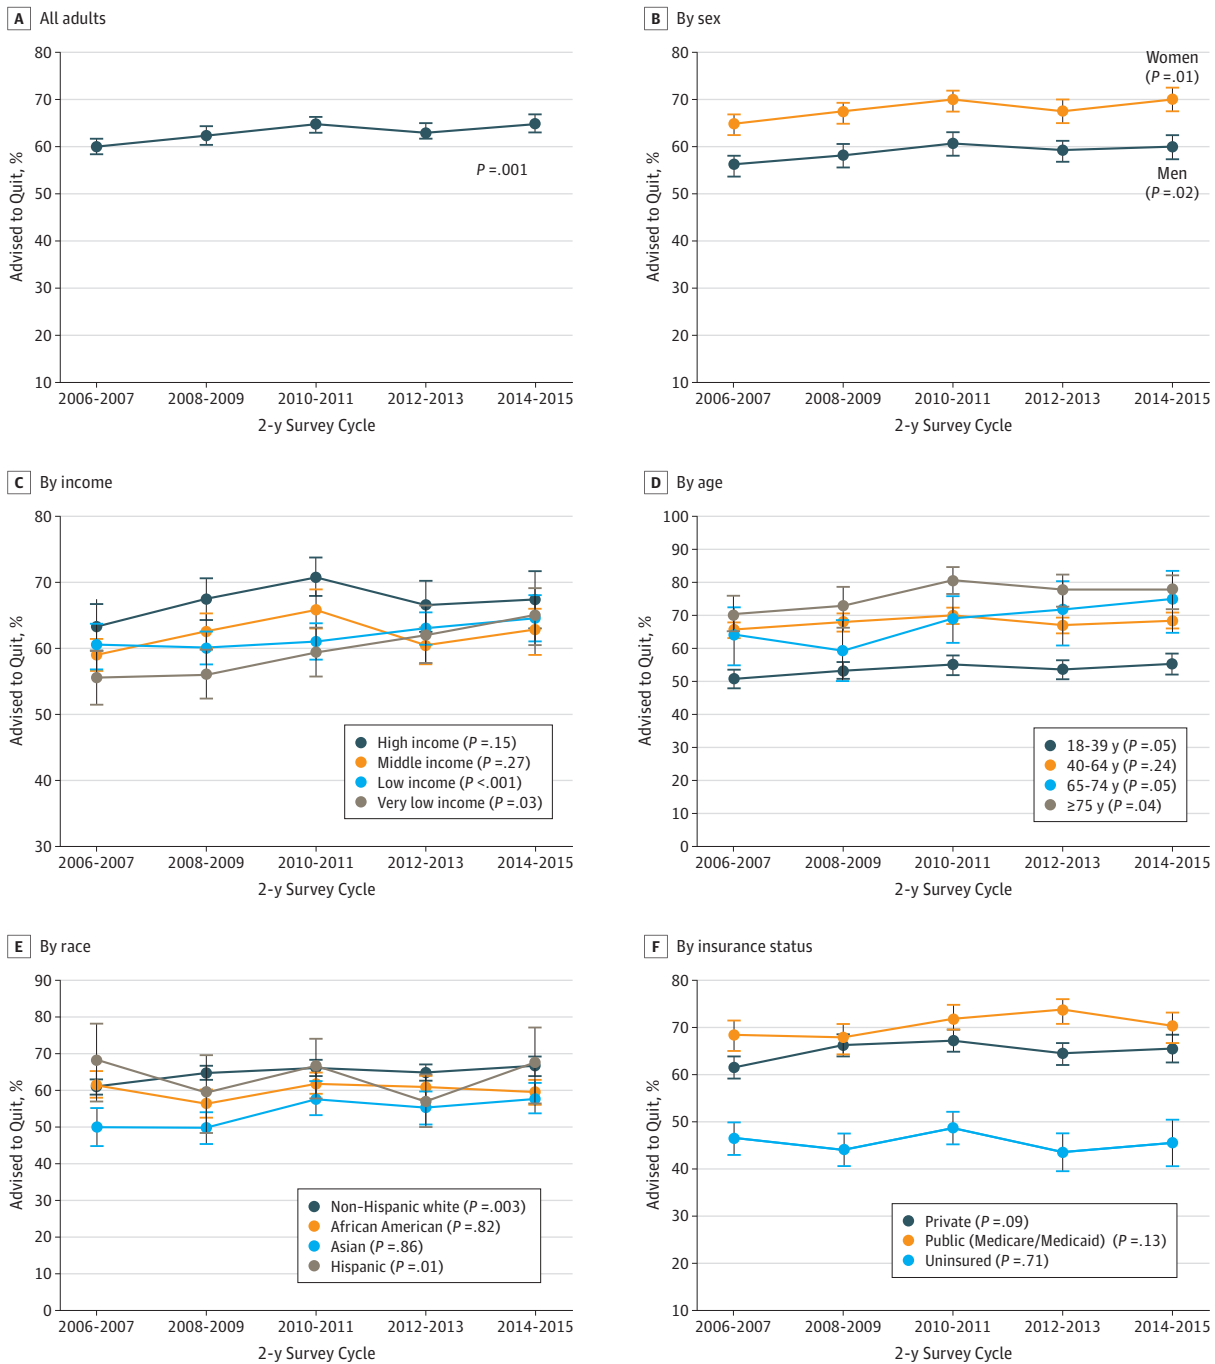 A All adults
80
70
60
50
40
30
20
10
Advised to Quit, %
P =.001
2006-2007 2008-2009 2010-2011 2012-2013 2014-2015
2-y Survey Cycle
B By sex
80
70
60
50
40
30
20
10
Advised to Quit, %
Women
(P =.01)
Men
(P =.02)
2006-2007 2008-2009 2010-2011 2012-2013 2014-2015
2-y Survey Cycle
C By income
80
70
60
50
40
30
Advised to Quit, %
High income (P =.15)
Middle income (P =.27)
Low income (P <.001)
Very low income (P =.03)
2006-2007 2008-2009 2010-2011 2012-2013 2014-2015
2-y Survey Cycle
D By age
100
90
80
70
60
50
40
30
20
10
0
Advised to Quit, %
18-39 y (P =.05)
40-64 y (P =.24)
65-74 y (P =.05)
≥75 y (P =.04)
2006-2007 2008-2009 2010-2011 2012-2013 2014-2015
2-y Survey Cycle
E By race
90
80
70
60
50
40
30
20
10
0
Advised to Quit, %
Non-Hispanic white (P =.003)
African American (P =.82)
Asian (P =.86)
Hispanic (P =.01)
2006-2007 2008-2009 2010-2011 2012-2013 2014-2015
2-y Survey Cycle
F By insurance status
80
70
60
50
40
30
20
10
Advised to Quit, %
Private (P =.09)
Public (Medicare/Medicaid) (P =.13)
Uninsured (P =.71)
2006-2007 2008-2009 2010-2011 2012-2013 2014-2015
2-y Survey Cycle